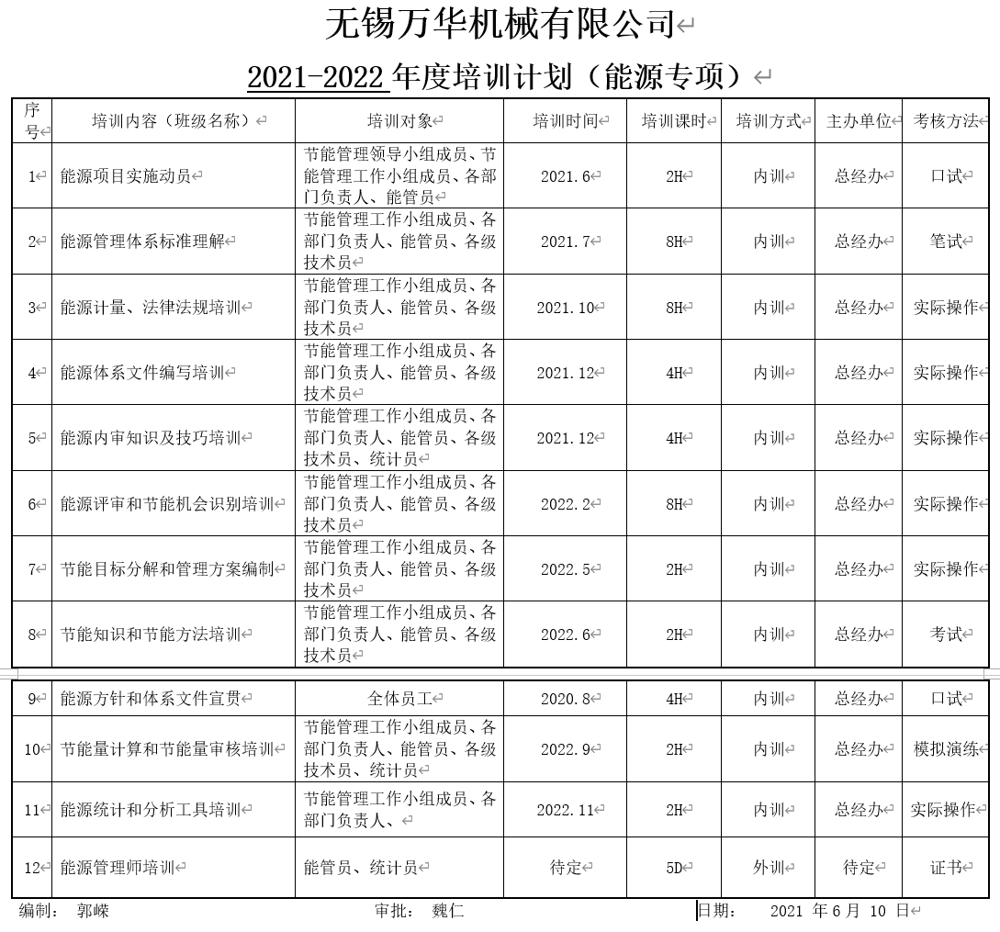 无锡万华机械有限公司
2021-2022 年度培训计划（能源专项）
序号 培训内容（班级名称） 培训对象 培训时间 培训课时 培训方式 主办单位 考核方法
1 能源项目实施动员 节能管理领导小组成员、节能管理工作小组成员、各部门负责人、能管员 2021.6 2H 内训 总经办 口试
2 能源管理体系标准理解 节能管理工作小组成员、各部门负责人、能管员、各级技术员 2021.7 8H 内训 总经办 笔试
3 能源计量、法律法规培训 节能管理工作小组成员、各部门负责人、能管员、各级技术员 2021.10 8H 内训 总经办 实际操作
4 能源体系文件编写培训 节能管理工作小组成员、各部门负责人、能管员、各级技术员 2021.12 4H 内训 总经办 实际操作
5 能源内审知识及技巧培训 节能管理工作小组成员、各部门负责人、能管员、各级技术员、统计员 2021.12 4H 内训 总经办 实际操作
6 能源评审和节能机会识别培训 节能管理工作小组成员、各部门负责人、能管员、各级技术员 2022.2 8H 内训 总经办 实际操作
7 节能目标分解和管理方案编制 节能管理工作小组成员、各部门负责人、能管员、各级技术员 2022.5 2H 内训 总经办 实际操作
8 节能知识和节能方法培训 节能管理工作小组成员、各部门负责人、能管员、各级技术员 2022.6 2H 内训 总经办 考试
9 能源方针和体系文件宣贯 全体员工 2020.8 4H 内训 总经办 口试
10 节能量计算和节能量审核培训 节能管理工作小组成员、各部门负责人、能管员、各级技术员、统计员 2022.9 2H 内训 总经办 模拟演练
11 能源统计和分析工具培训 节能管理工作小组成员、各部门负责人、 2022.11 2H 内训 总经办 实际操作
12 能源管理师培训 能管员、统计员 待定 5D 外训 待定 证书
编制： 郭嵘 审批： 魏仁 日期： 2021 年 6 月 10 日